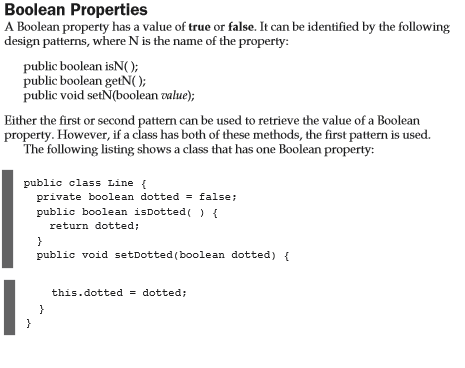 Boolean Properties
A Boolean property has a value of true or false. It can be identified by the following
design patterns, where N is the name of the property:
public boolean isN( );
public boolean getN( );
public void setN(boolean value);
Either the first or second pattern can be used to retrieve the value of a Boolean
property. However, if a class has both of these methods, the first pattern is used.
The following listing shows a class that has one Boolean property:
public class Line {
private boolean dotted = false;
public boolean isDotted( ) {
return dotted;
}
public void setDotted(boolean dotted) {
this.dotted = dotted;
}
}